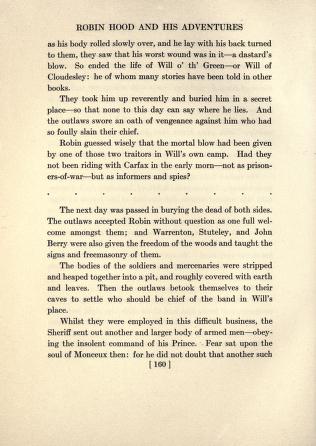 ROBIN HOOD AND HIS ADVENTURES
as his body rolled slowly over, and he lay with his back turned
to them, they saw that his worst wound was in it—a dastard's
blow. So ended the life of Will o' th' Green—or Will of
Cloudesley: he of whom many stories have been told in other
books.
They took him up reverently and buried him in a secret
place—so that none to this day can say where he lies. And
the outlaws swore an oath of vengeance against him who had
so foully slain their chief.
Robin guessed wisely that the mortal blow had been given
by one of those two traitors in Will's own camp. Had they
not been riding with Carfax in the early morn—not as prison-
ers-of-war—but as informers and spies?
. . . . . . . .
The next day was passed in burying the dead of both sides.
The outlaws accepted Robin without question as one full wel-
come amongst them; and Warrenton, Stuteley, and John
Berry were also given the freedom of the woods and taught the
signs and freemasonry of them.
The bodies of the soldiers and mercenaries were stripped
and heaped together into a pit, and roughly covered with earth
and leaves. Then the outlaws betook themselves to their
caves to settle who should be chief of the band in Will's
place.
Whilst they were employed in this difficult business, the
Sheriff sent out another and larger body of armed men—obey-
ing the insolent command of his Prince. Fear sat upon the
soul of Monceux then: for he did not doubt that another such
[ 160 ]